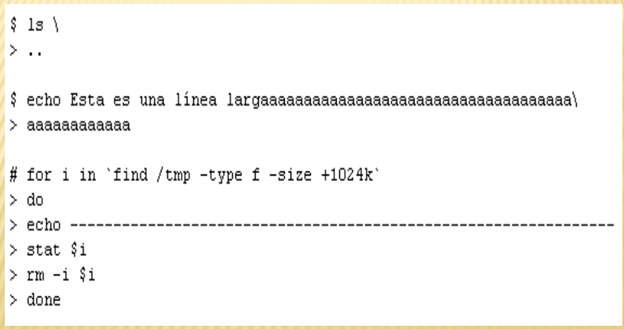 $ ls \
> ..
$ echo Esta es una línea largaaaaaaaaaaaaaaaaaaaaaaaaaaaaaaaaaaaa\
> aaaaaaaaaaaa
# for i in `find /tmp -type f -size +1024k`
> do
> echo ---------------------------------------------------------------
> stat $i
> rm -i $i
> done